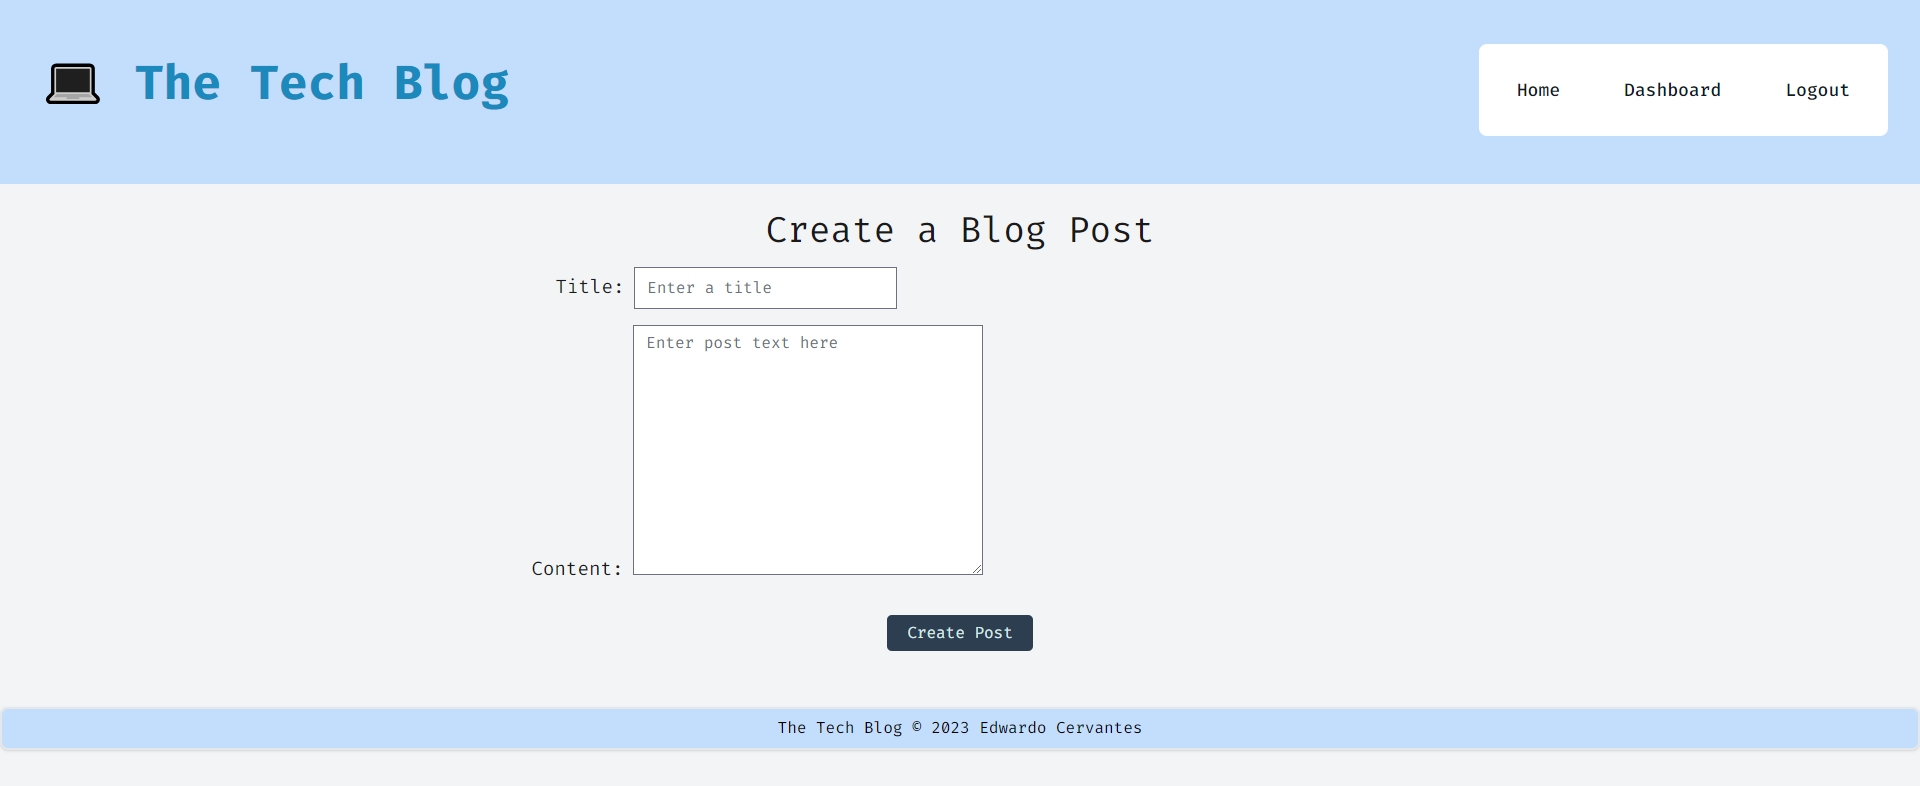 The Tech Blog
Home Dashboard Logout
Create a Blog Post
Title: Enter a title
Enter post text here
Content:
Create Post
The Tech Blog © 2023 Edwardo Cervantes